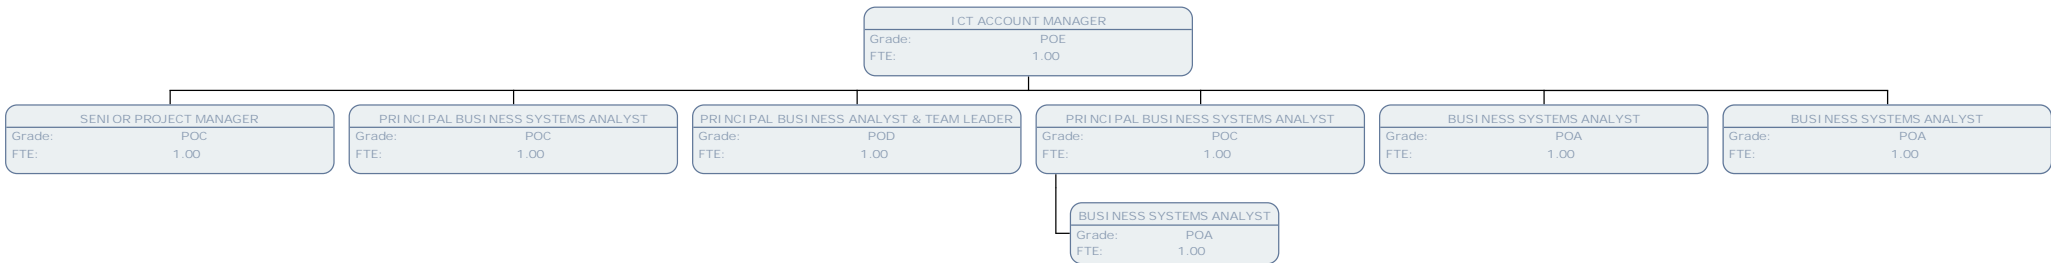 ICT ACCOUNT MANAGER
Grade: POE
FTE: 1.00
SENIOR PROJECT MANAGER
Grade: POC
FTE: 1.00
PRINCIPAL BUSINESS SYSTEMS ANALYST
Grade: POC
FTE: 1.00
PRINCIPAL BUSINESS ANALYST & TEAM LEADER
Grade: POD
FTE: 1.00
PRINCIPAL BUSINESS SYSTEMS ANALYST
Grade: POC
FTE: 1.00
BUSINESS SYSTEMS ANALYST
Grade: POA
FTE: 1.00
BUSINESS SYSTEMS ANALYST
Grade: POA
FTE: 1.00
BUSINESS SYSTEMS ANALYST
Grade: POA
FTE: 1.00